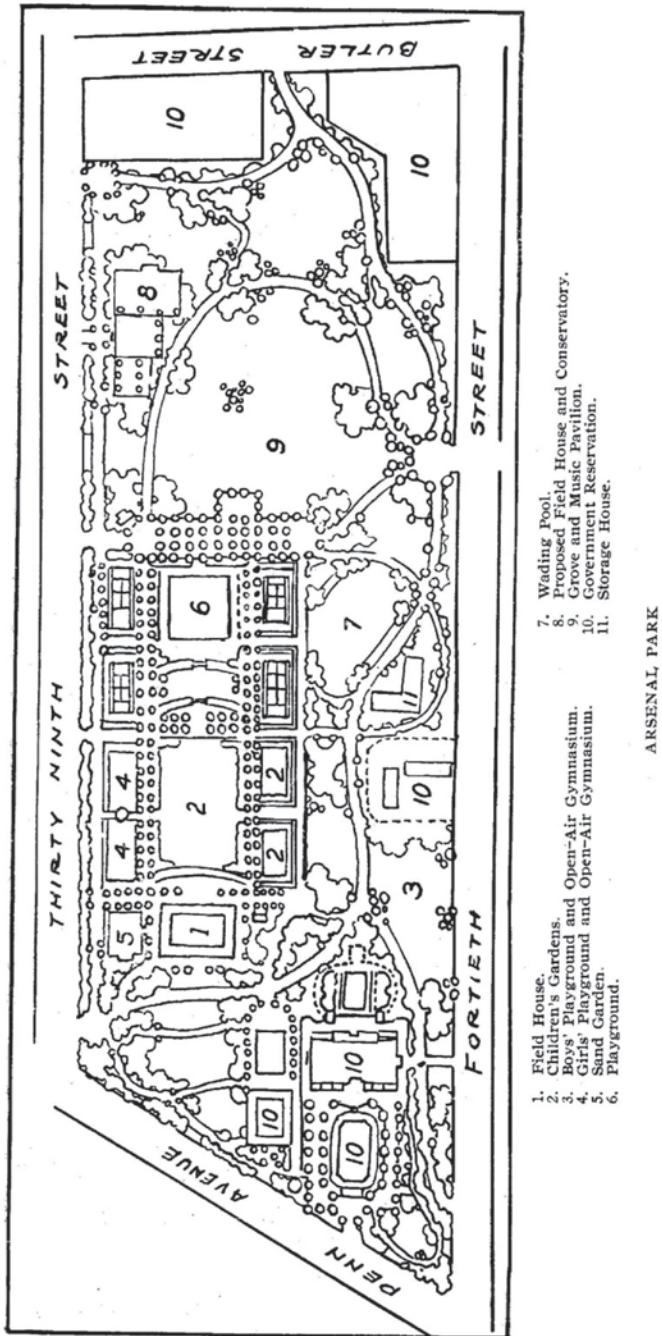 BUTLER STREET
THIRTY NINTH STREET
FORTIETH STREET
PENN AVENUE
10
10
8
9
6
7
11
4
4
2
2
2
10
3
5
1
10
10
10
1. Field House.
2. Children's Gardens.
3. Boys' Playground and Open-Air Gymnasium.
4. Girls' Playground and Open-Air Gymnasium.
5. Sand Garden.
6. Playground.
7. Wading Pool.
8. Proposed Field House and Conservatory.
9. Grove and Music Pavilion.
10. Government Reservation.
11. Storage House.
ARSENAL PARK